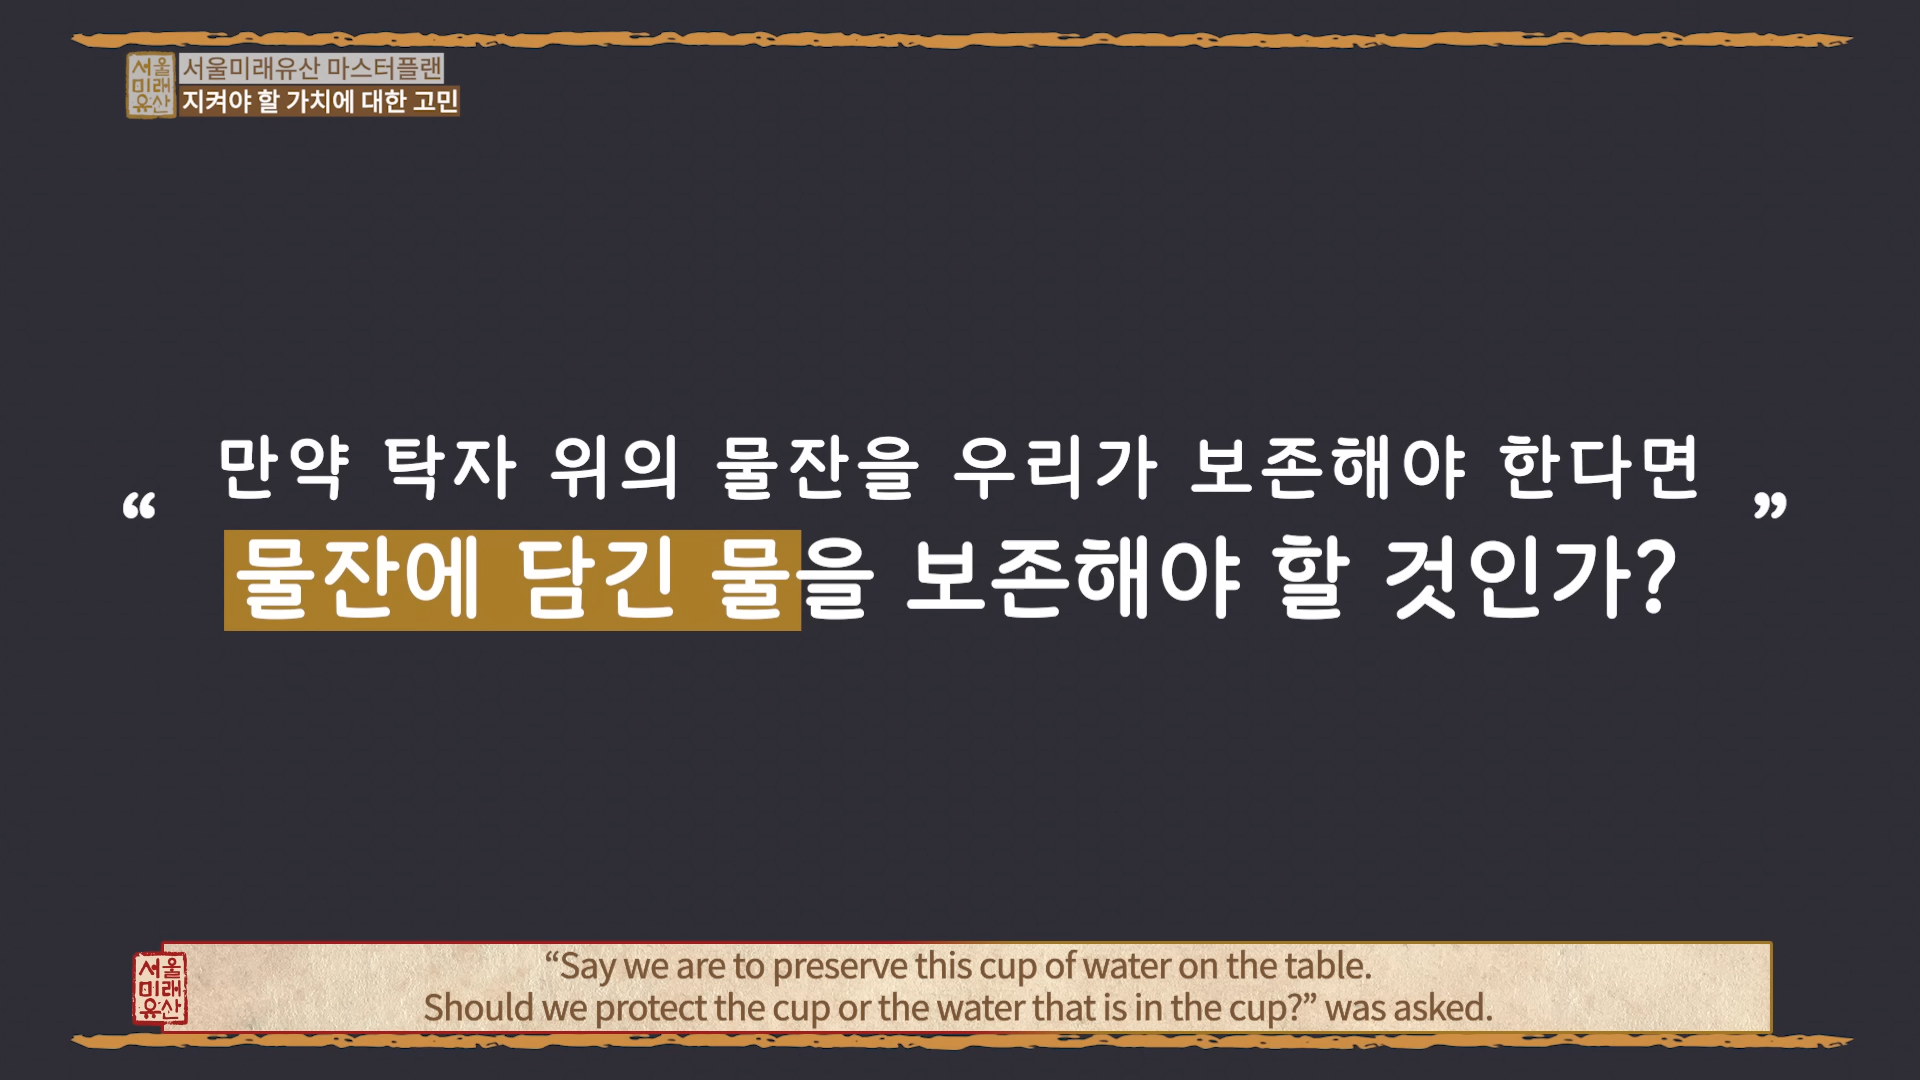 서울
미래
유산
서울미래유산 마스터플랜
지켜야 할 가치에 대한 고민
“ 만약 탁자 위의 물잔을 우리가 보존해야 한다면
물잔에 담긴 물을 보존해야 할 것인가? ”
서울
미래
유산
“Say we are to preserve this cup of water on the table.
Should we protect the cup or the water that is in the cup?” was asked.